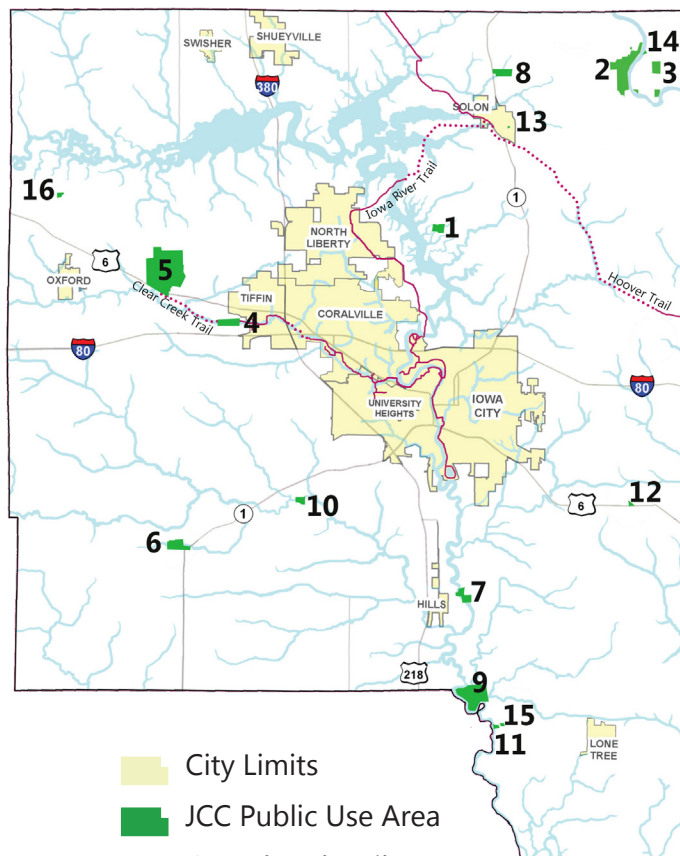 SHUEYVILLE
SWISHER
380
14
2
3
8
SOLON
13
16
Iowa River Trail
1
1
NORTH
LIBERTY
6
5
OXFORD
Clear Creek Trail
TIFFIN
CORALVILLE
4
Hoover Trail
80
80
UNIVERSITY
HEIGHTS
IOWA
CITY
10
1
6
12
6
7
HILLS
218
9
15
11
LONE
TREE
City Limits
JCC Public Use Area